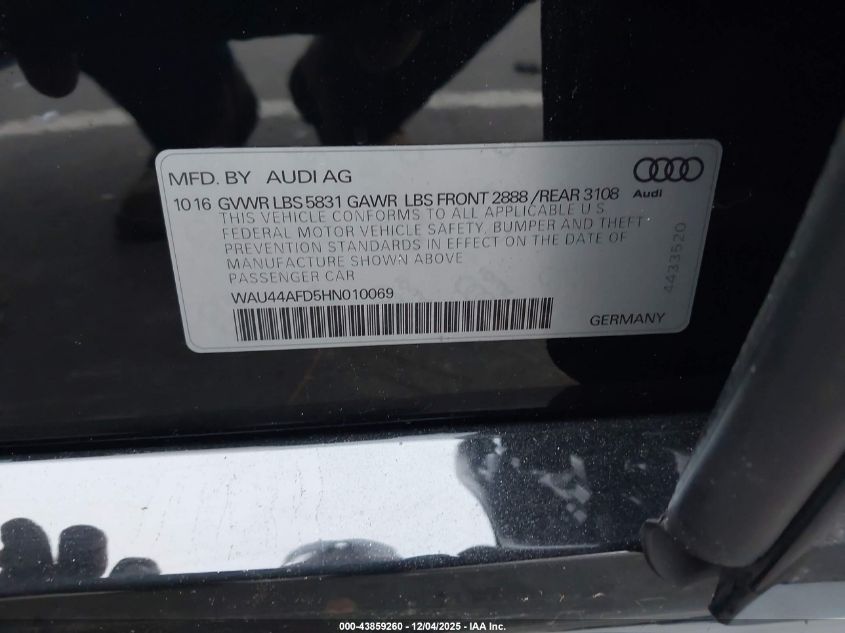 MFD. BY AUDI AG
Audi
10 16 GVWR LBS 5831 GAWR LBS FRONT 2888 /REAR 3108
THIS VEHICLE CONFORMS TO ALL APPLICABLE U.S.
FEDERAL MOTOR VEHICLE SAFETY, BUMPER AND THEFT
PREVENTION STANDARDS IN EFFECT ON THE DATE OF
MANUFACTURE SHOWN ABOVE
PASSENGER CAR
WAU44AFD5HN010069
GERMANY
4433520
000-43859260 - 12/04/2025 - IAA Inc.